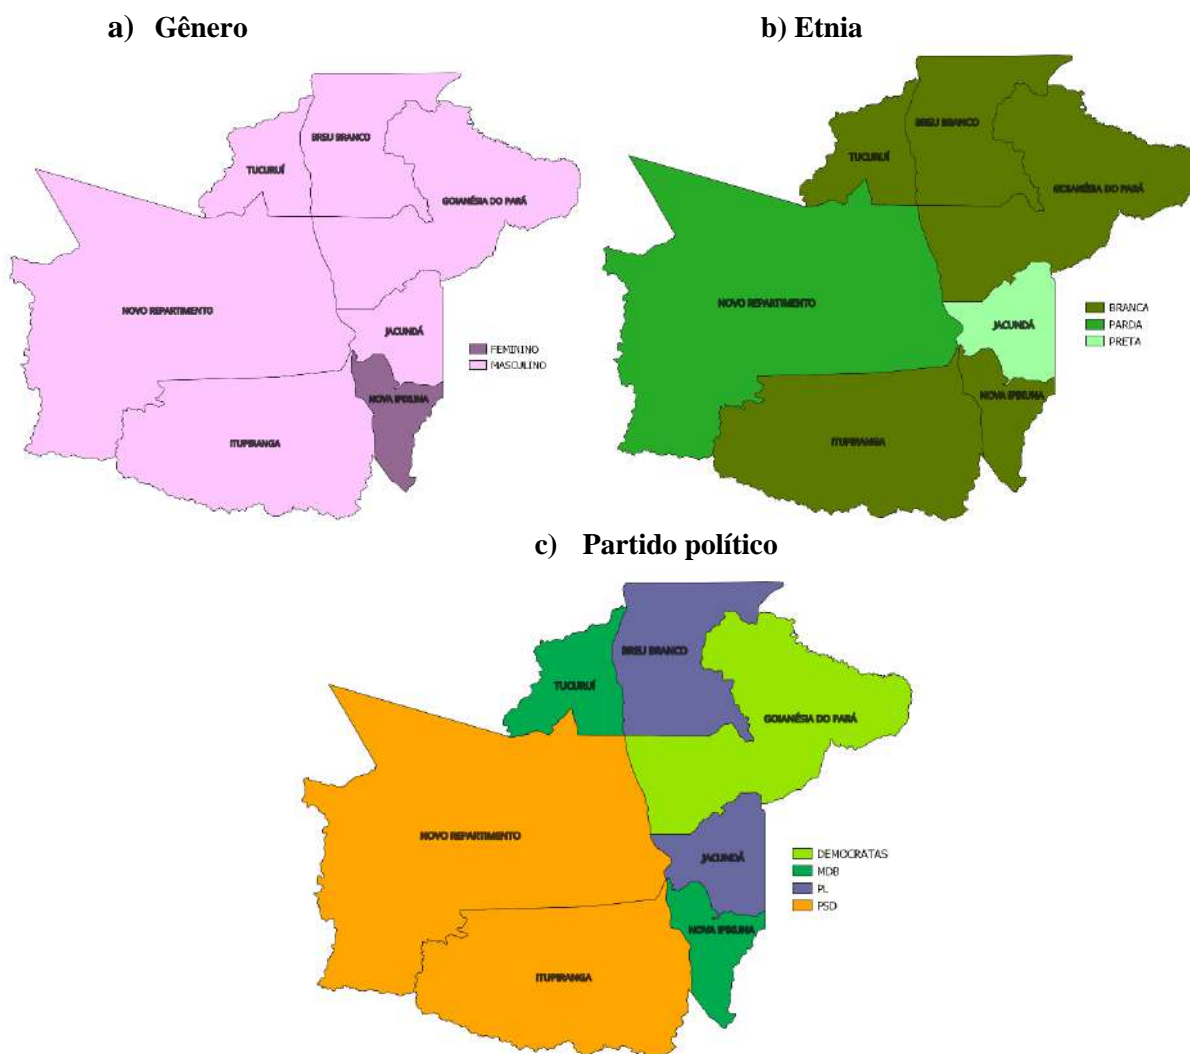 a) Gênero
BREU BRANCO
TUCURUÍ
GOIANÉSIA DO PARÁ
NOVO REPARTIMENTO
JACUNDÁ
FEMININO
MASCULINO
NOVA IPIXUNA
ITUPIRANGA
b) Etnia
BREU BRANCO
TUCURUÍ
GOIANÉSIA DO PARÁ
NOVO REPARTIMENTO
JACUNDÁ
BRANCA
PARDA
PRETA
NOVA IPIXUNA
ITUPIRANGA
c) Partido político
BREU BRANCO
TUCURUÍ
GOIANÉSIA DO PARÁ
NOVO REPARTIMENTO
JACUNDÁ
DEMOCRATAS
MDB
PL
PSD
NOVA IPIXUNA
ITUPIRANGA